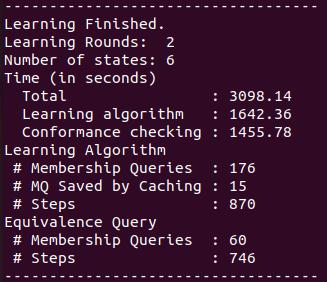 -----------------------------------
Learning Finished.
Learning Rounds:  2
Number of states: 6
Time (in seconds)
  Total                : 3098.14
  Learning algorithm   : 1642.36
  Conformance checking : 1455.78
Learning Algorithm
 # Membership Queries  : 176
 # MQ Saved by Caching : 15
 # Steps               : 870
Equivalence Query
 # Membership Queries  : 60
 # Steps               : 746
-----------------------------------